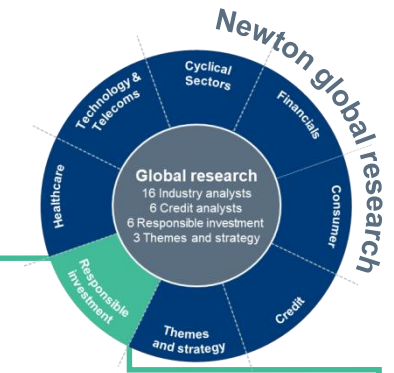 Newton global research
Cyclical
Sectors
Financials
Consumer
Credit
Themes
and strategy
Responsible
investment
Healthcare
Technology &
Telecoms
Global research
16 Industry analysts
6 Credit analysts
6 Responsible investment
3 Themes and strategy